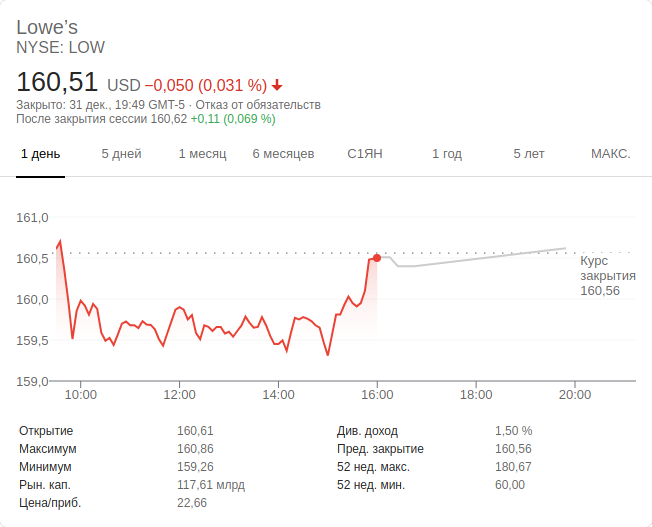 Lowe's
NYSE: LOW
160,51 USD −0,050 (0,031 %)
Закрыто: 31 дек., 19:49 GMT-5 · Отказ от обязательств
После закрытия сессии 160,62 +0,11 (0,069 %)
1 день 5 дней 1 месяц 6 месяцев С1ЯН 1 год 5 лет МАКС.
161,0
160,5
160,0
159,5
159,0
Курс
закрытия
160,56
10:00 12:00 14:00 16:00 18:00 20:00
Открытие 160,61 Див. доход 1,50 %
Максимум 160,86 Пред. закрытие 160,56
Минимум 159,26 52 нед. макс. 180,67
Рын. кап. 117,61 млрд 52 нед. мин. 60,00
Цена/приб. 22,66